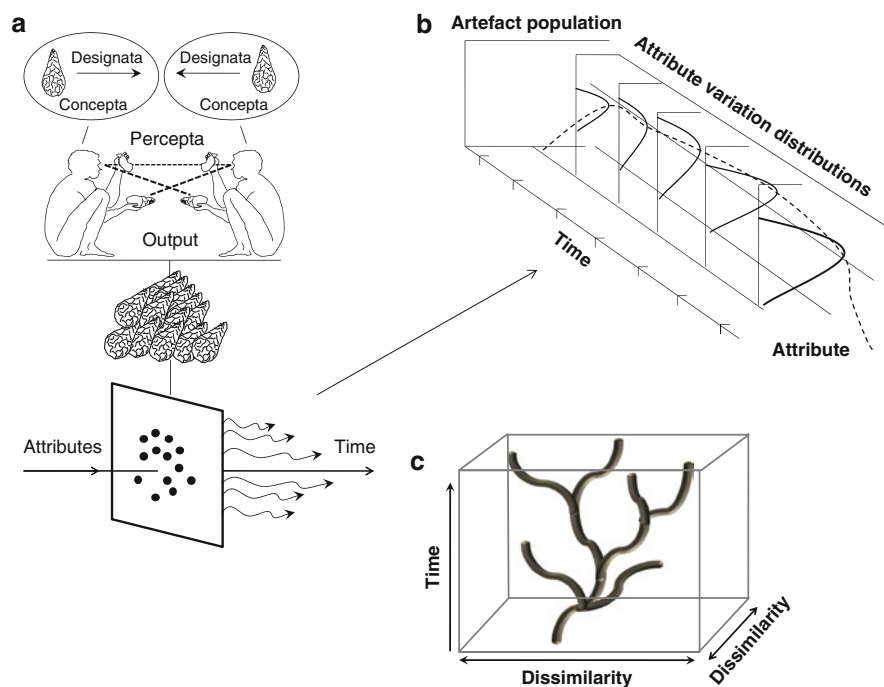 a
Designata
Designata
Concepta
Concepta
Percepta
Output
Attributes
Time
b
Artefact population
Attribute variation distributions
Time
Attribute
c
Time
Dissimilarity
Dissimilarity